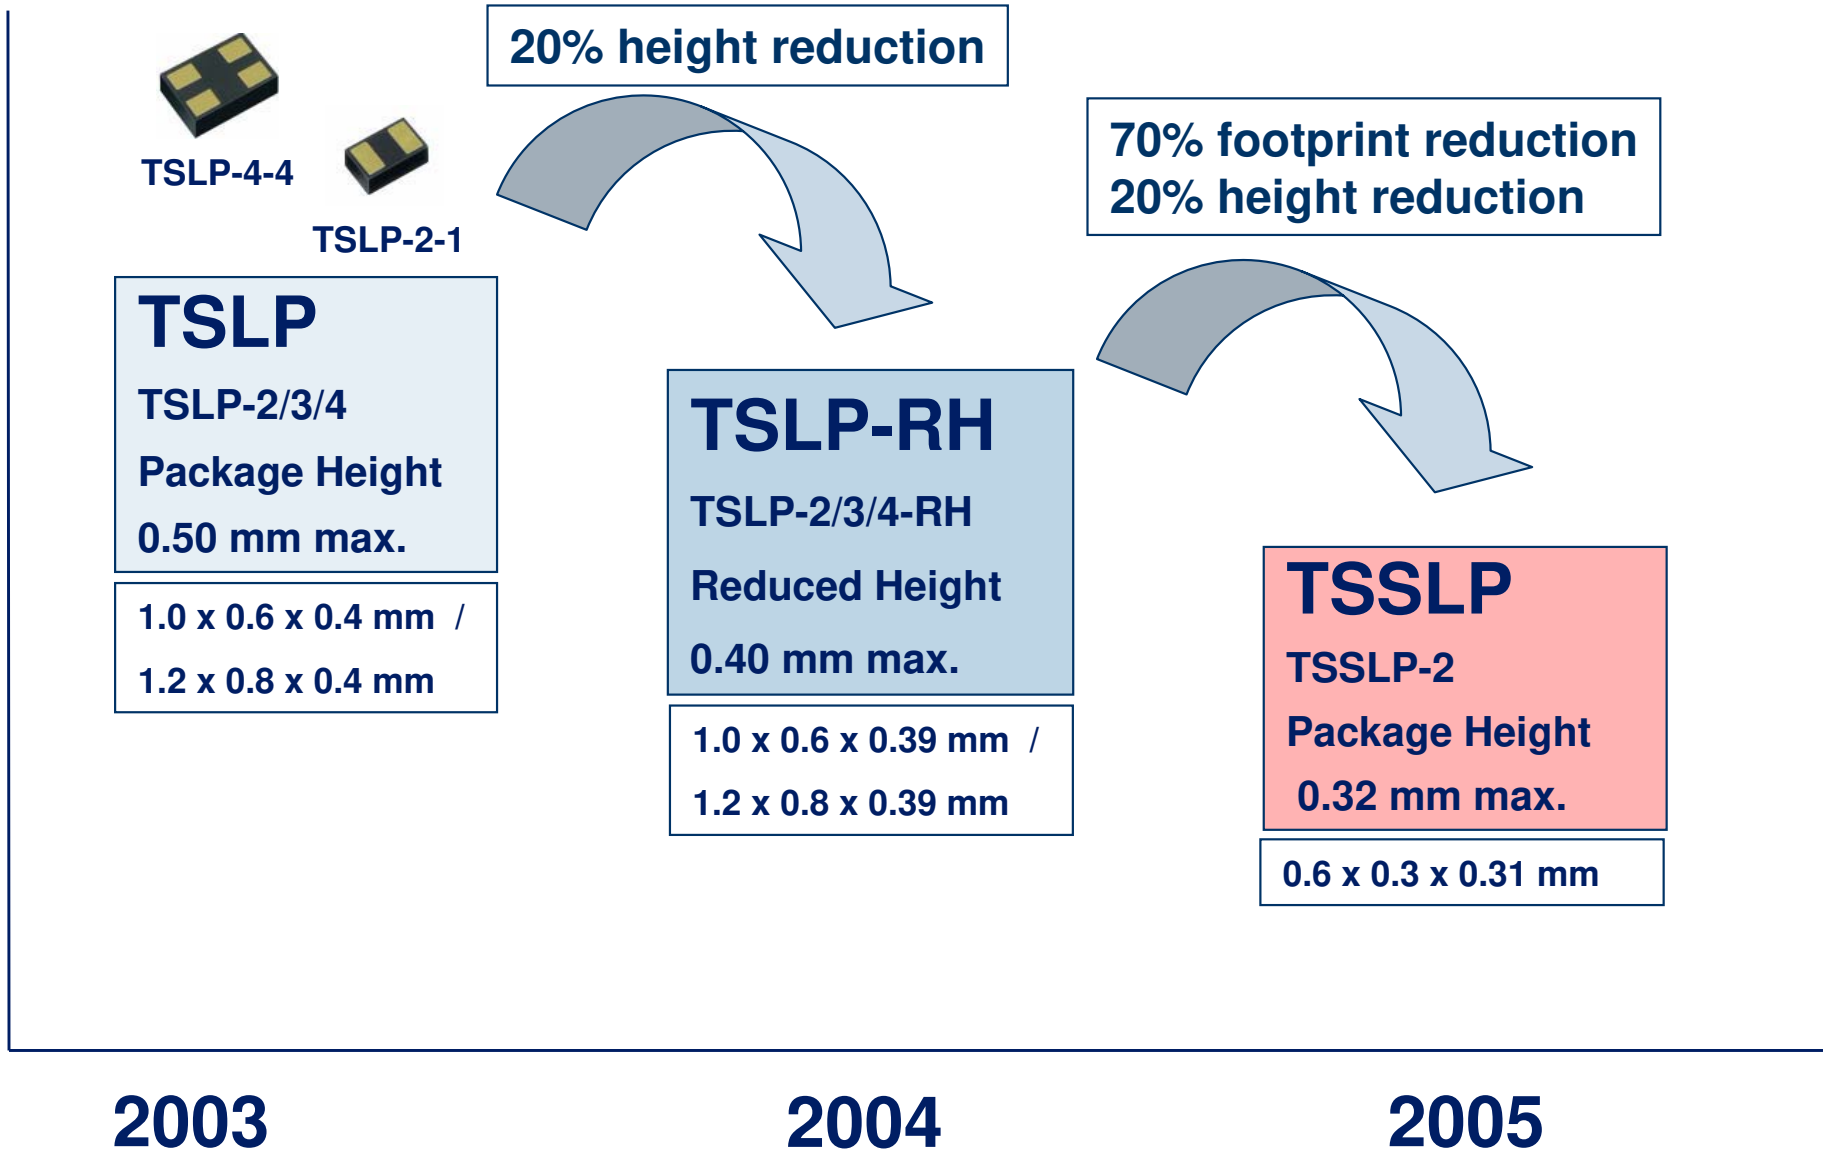 20% height reduction
70% footprint reduction
20% height reduction
TSLP-4-4
TSLP-2-1
TSLP
TSLP-2/3/4
Package Height
0.50 mm max.
1.0 x 0.6 x 0.4 mm /
1.2 x 0.8 x 0.4 mm
TSLP-RH
TSLP-2/3/4-RH
Reduced Height
0.40 mm max.
1.0 x 0.6 x 0.39 mm /
1.2 x 0.8 x 0.39 mm
TSSLP
TSSLP-2
Package Height
0.32 mm max.
0.6 x 0.3 x 0.31 mm
2003
2004
2005